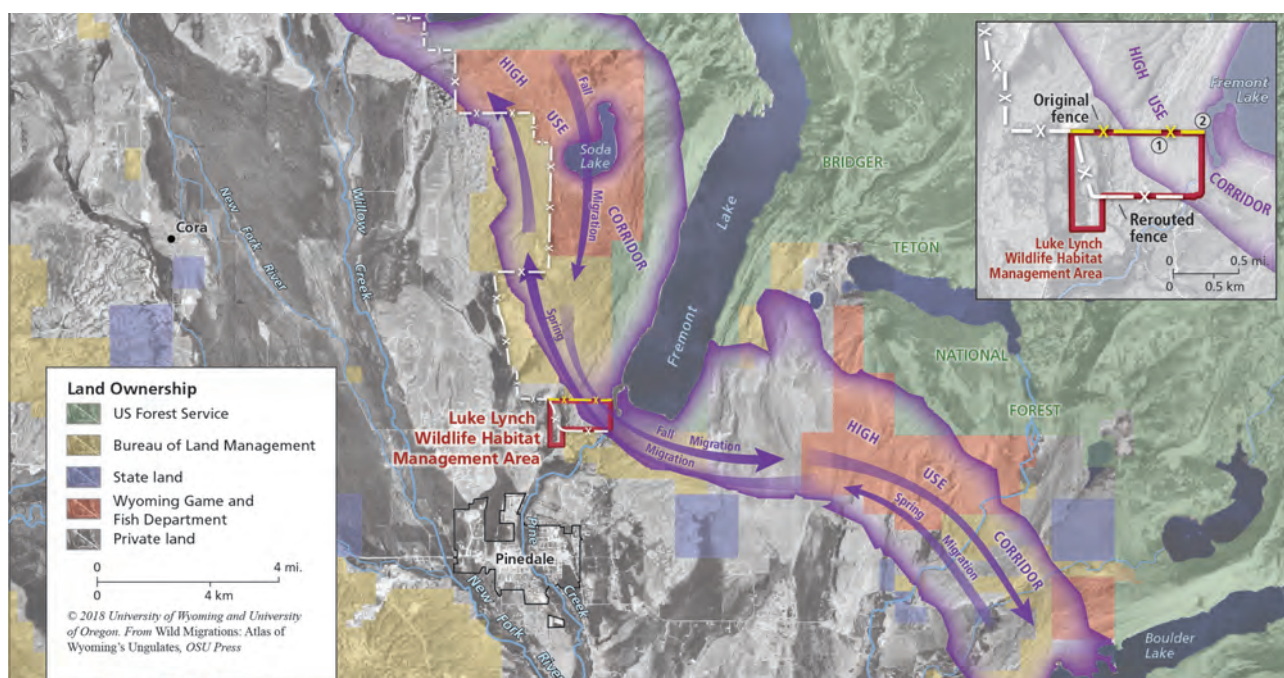 HIGH
USE
Fall
Migration
CORRIDOR
Soda
Lake
Cora
New Fork River
Willow Creek
Spring
Fremont Lake
BRIDGER-
TETON
NATIONAL
FOREST
Luke Lynch
Wildlife Habitat
Management Area
Fall Migration
Migration
HIGH
USE
CORRIDOR
Spring
Migration
Pinedale
Pine Creek
New Fork River
Boulder
Lake
Land Ownership
US Forest Service
Bureau of Land Management
State land
Wyoming Game and
Fish Department
Private land
0 4 mi.
0 4 km
© 2018 University of Wyoming and University
of Oregon. From Wild Migrations: Atlas of
Wyoming's Ungulates, OSU Press
HIGH
USE
CORRIDOR
Fremont
Lake
Original
fence
1
2
Rerouted
fence
Luke Lynch
Wildlife Habitat
Management Area
0 0.5 mi.
0 0.5 km